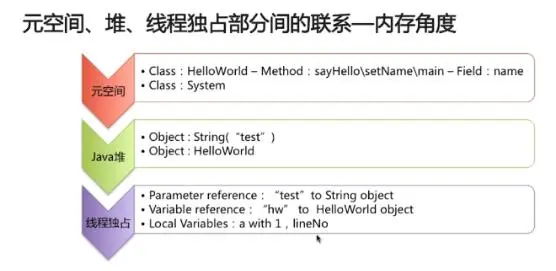 元空间、堆、线程独占部分间的联系—内存角度
元空间
• Class：HelloWorld – Method：sayHello\setName\main – Field：name
• Class：System
Java堆
• Object : String(“test”)
• Object : HelloWorld
线程独占
• Parameter reference：“test”to String object
• Variable reference：“hw” to HelloWorld object
• Local Variables：a with 1 , lineNo